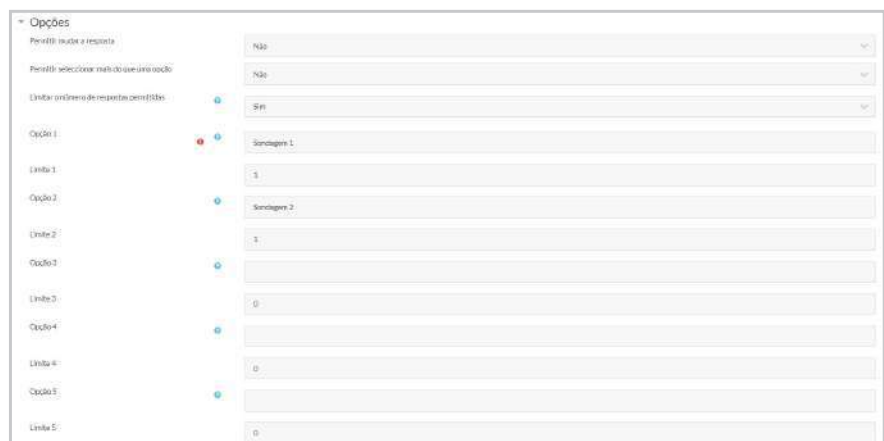 Opções
Permitir mudar a resposta
Não
Permitir seleccionar mais do que uma opção
Não
Limitar o número de respostas permitidas
Sim
Opção 1
Sondagem 1
Limite 1
1
Opção 2
Sondagem 2
Limite 2
1
Opção 3
Limite 3
0
Opção 4
Limite 4
0
Opção 5
Limite 5
0